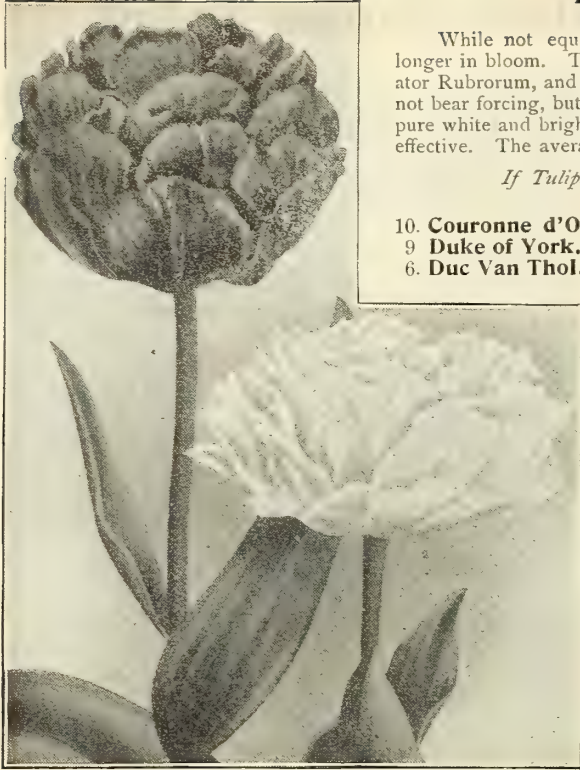 While not equ
longer in bloom. T
ator Rubrorum, and
not bear forcing, but
pure white and brigh
effective. The avera
If Tulip
10. Couronne d'O
9 Duke of York.
6. Duc Van Thol.